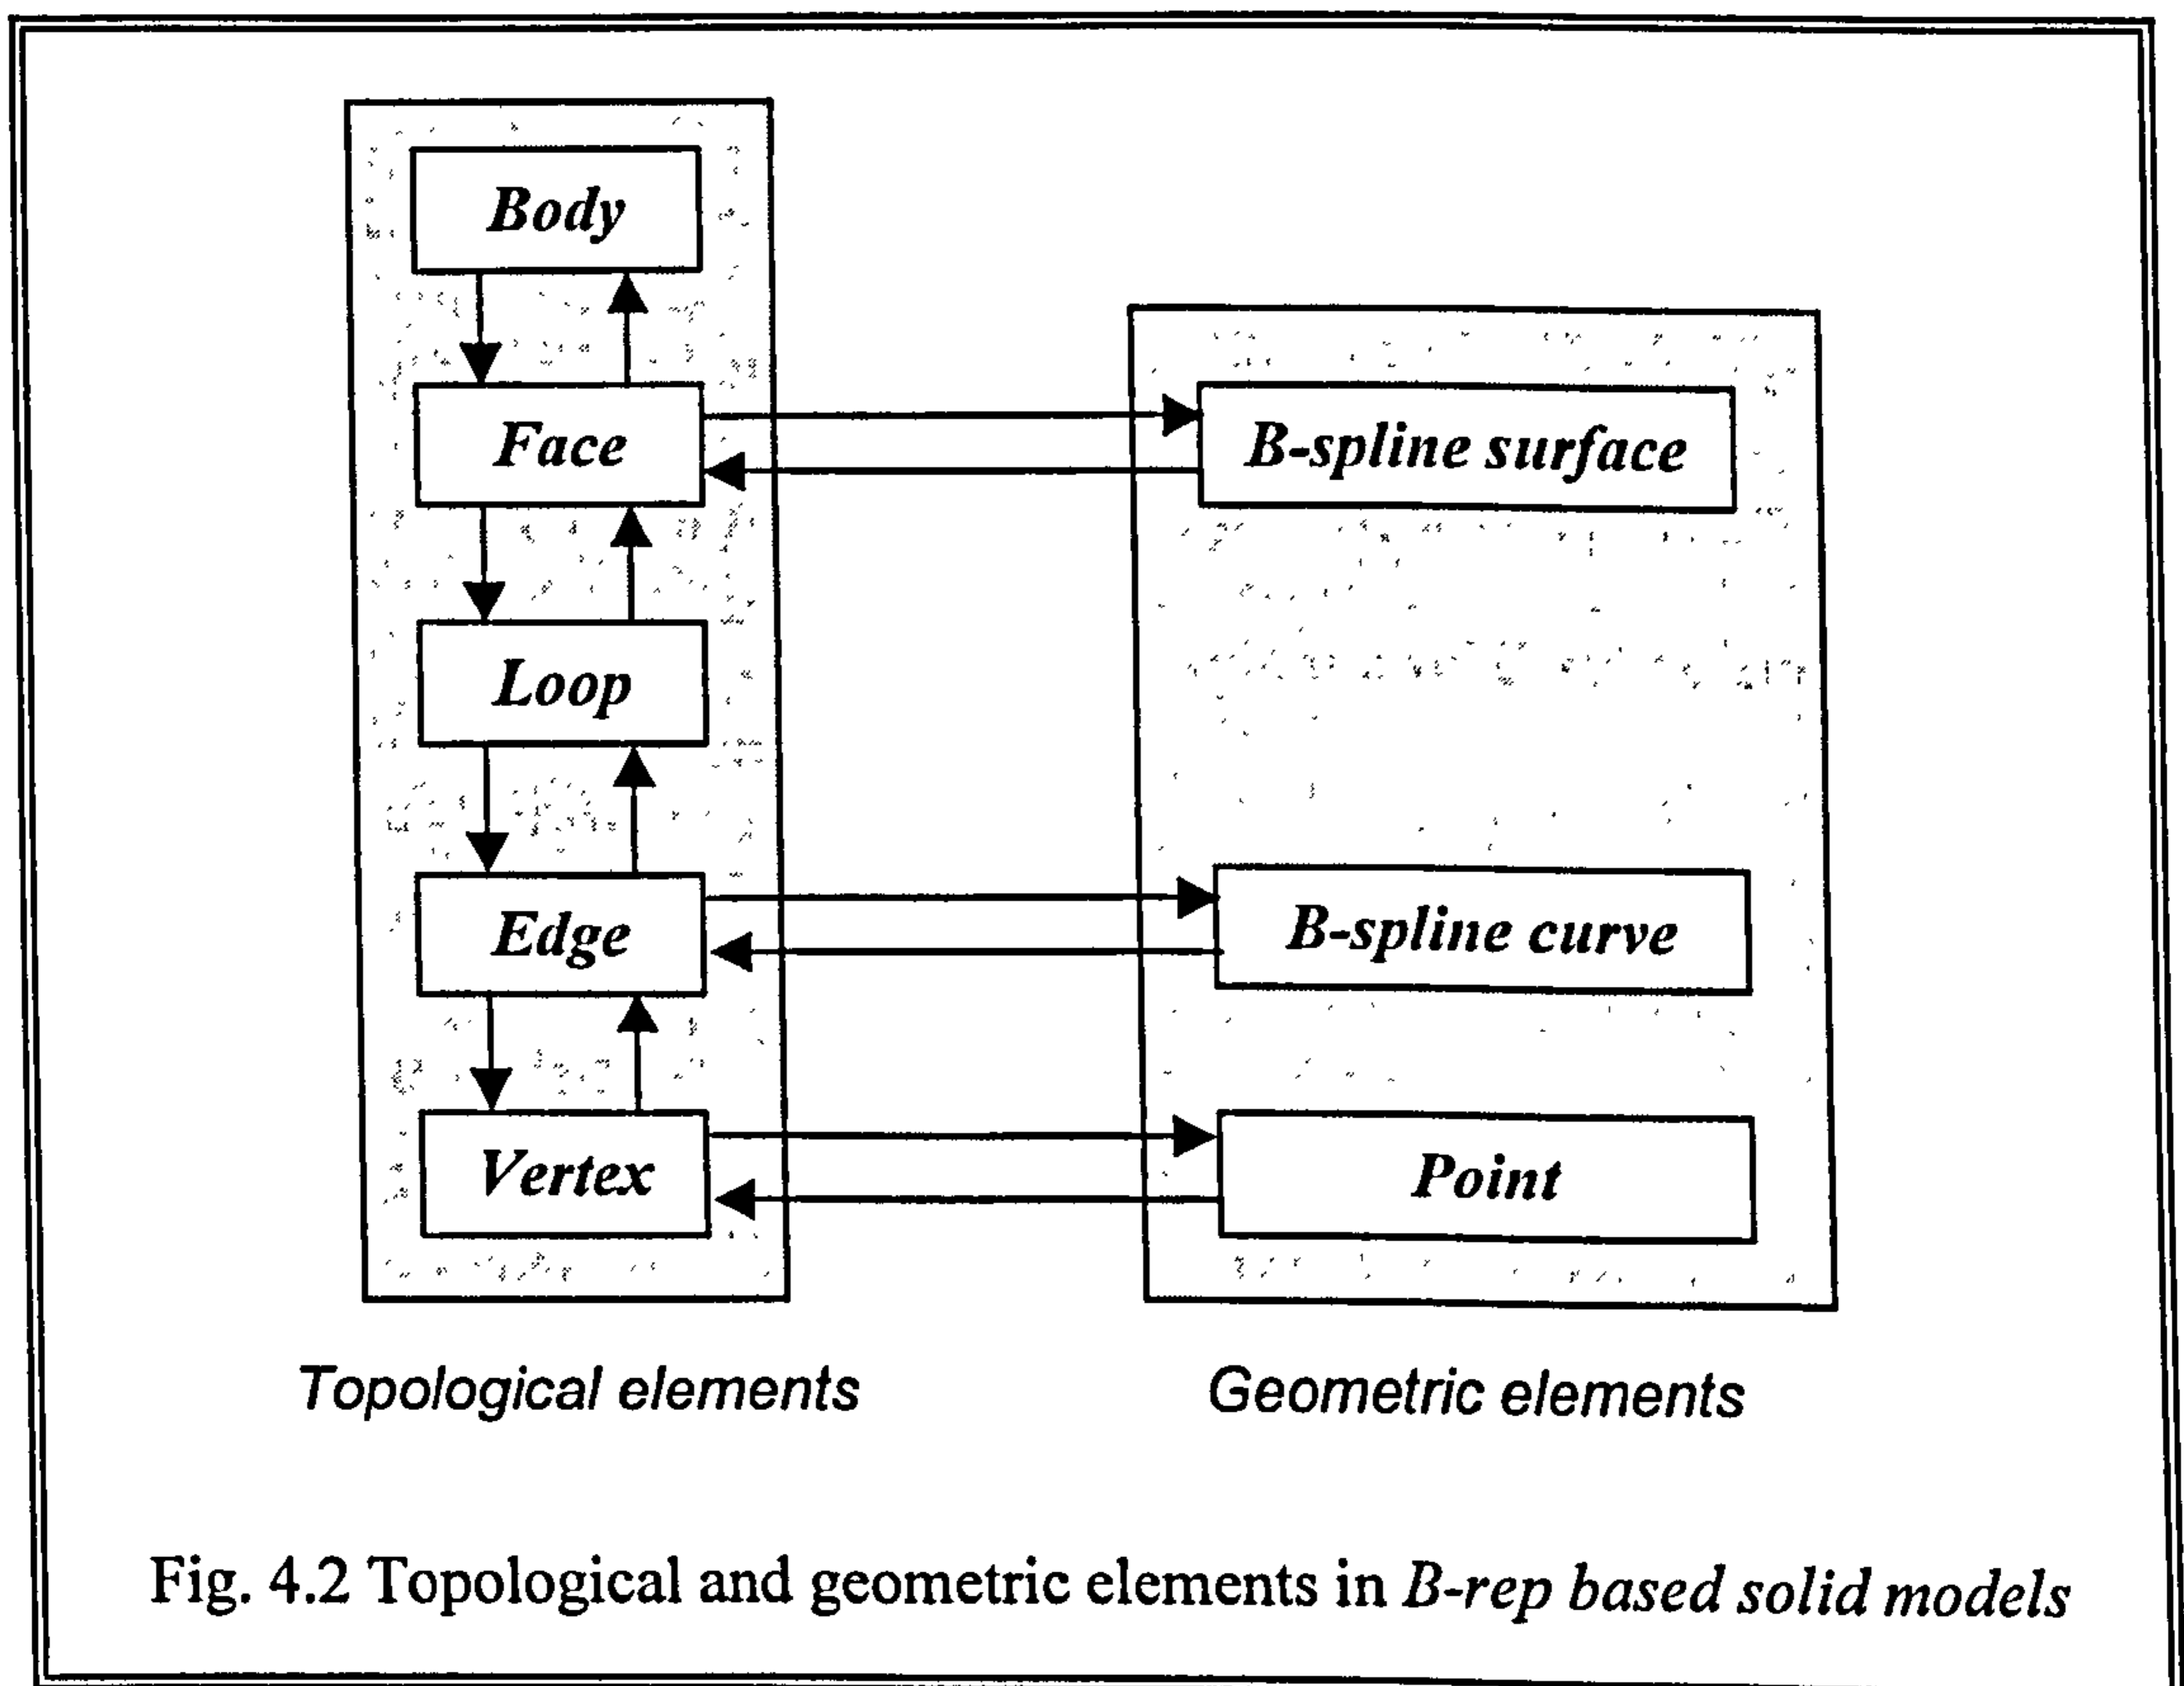 Body
Face
B-spline surface
Loop
Edge
B-spline curve
Vertex
Point
Topological elements
Geometric elements
Fig. 4.2 Topological and geometric elements in B-rep based solid models